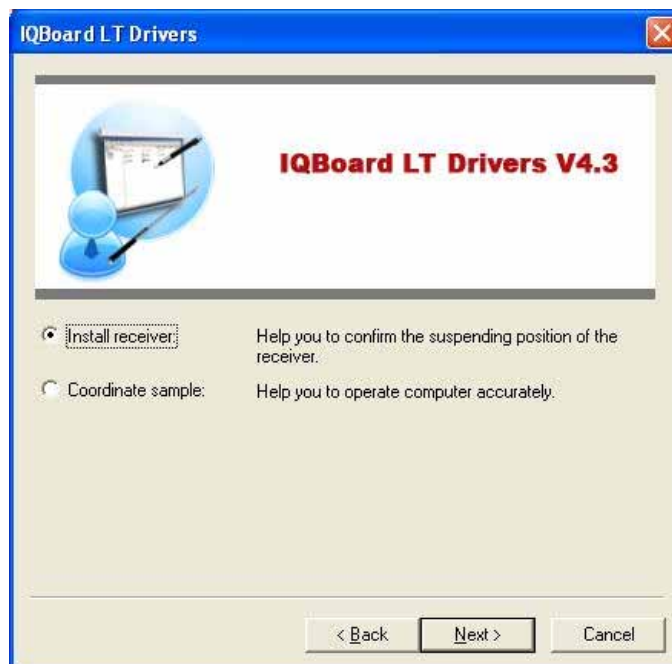 IQBoard LT Drivers
IQBoard LT Drivers V4.3
Install receiver: Help you to confirm the suspending position of the
receiver.
Coordinate sample: Help you to operate computer accurately.
< Back Next > Cancel